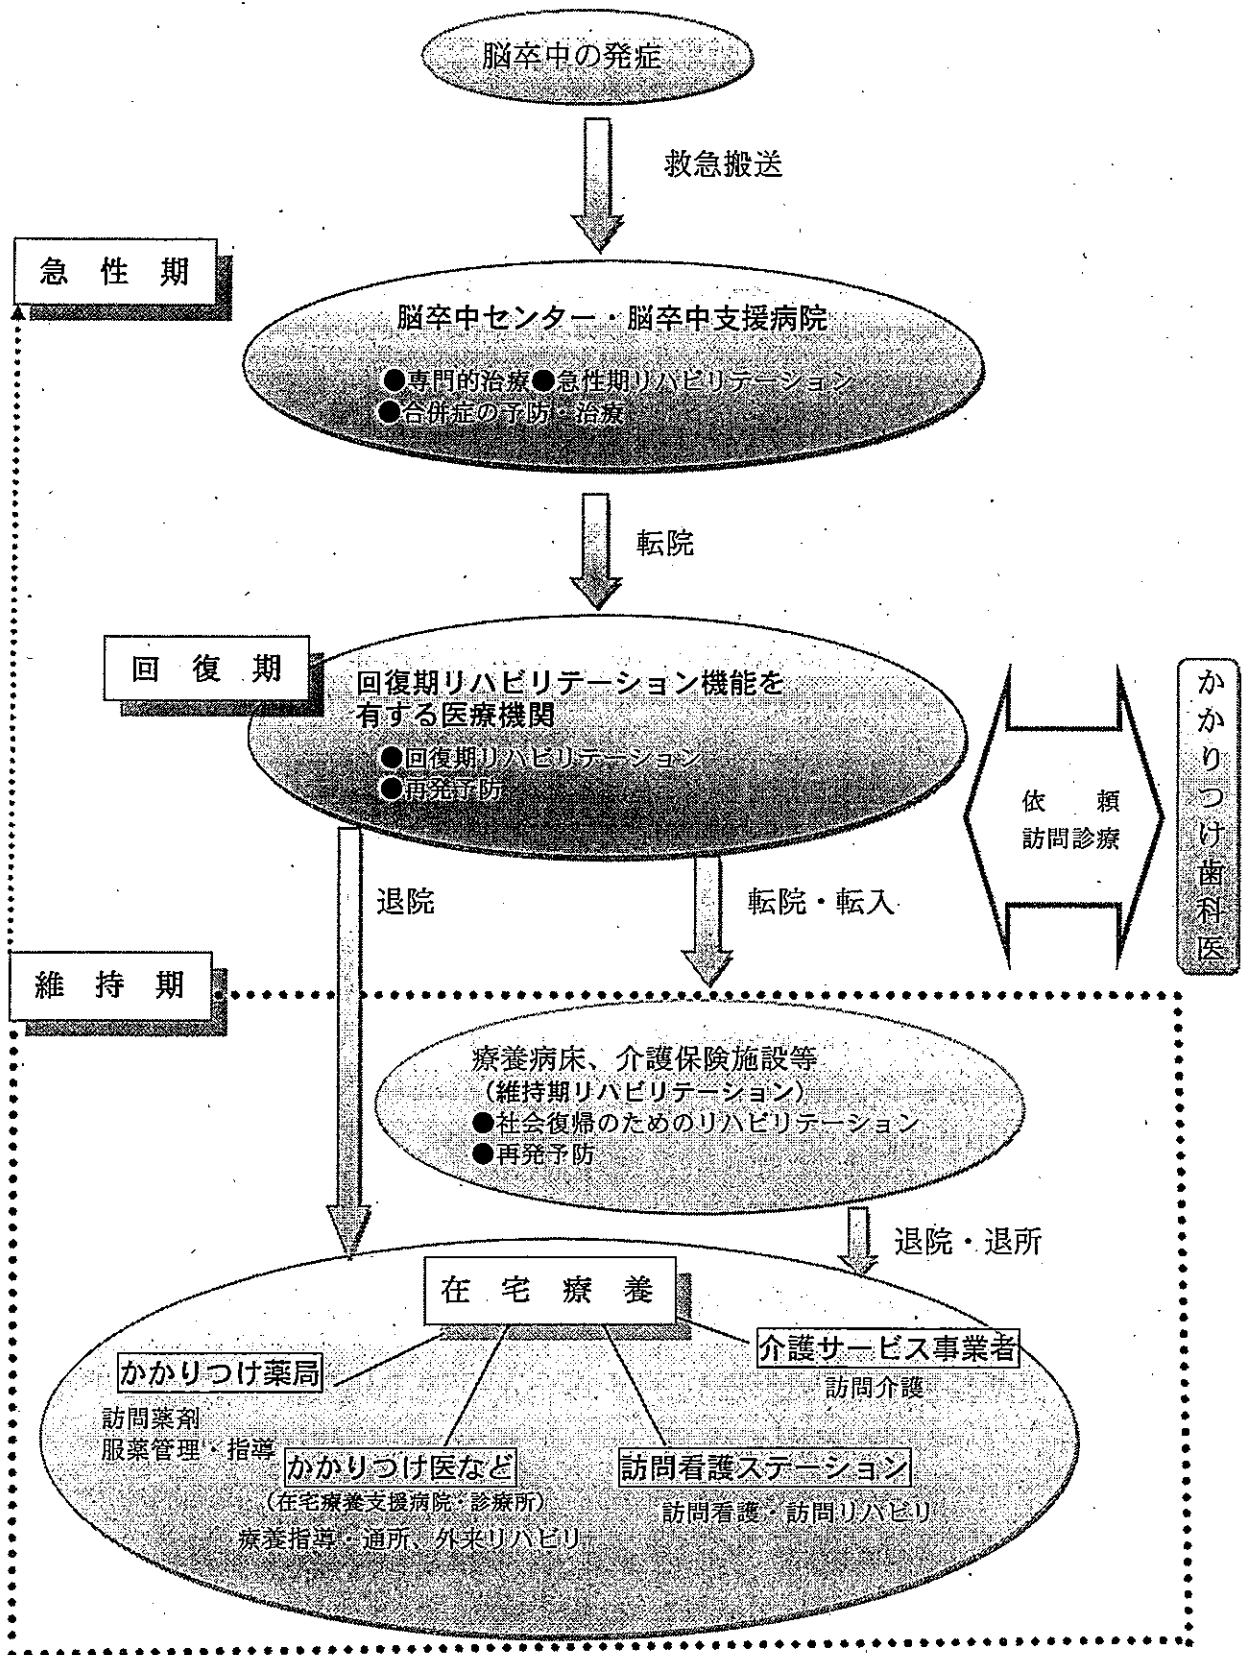 脳卒中の発症
救急搬送
急性期
脳卒中センター・脳卒中支援病院
●専門的治療●急性期リハビリテーション
●合併症の予防・治療
転院
回復期
回復期リハビリテーション機能を
有する医療機関
●回復期リハビリテーション
●再発予防
依頼
訪問診療
かかりつけ歯科医
退院
転院・転入
維持期
療養病床、介護保険施設等
(維持期リハビリテーション)
●社会復帰のためのリハビリテーション
●再発予防
退院・退所
在宅療養
介護サービス事業者
訪問介護
かかりつけ薬局
訪問薬剤
服薬管理・指導
かかりつけ医など
(在宅療養支援病院・診療所)
療養指導・通所、外来リハビリ
訪問看護ステーション
訪問看護・訪問リハビリ